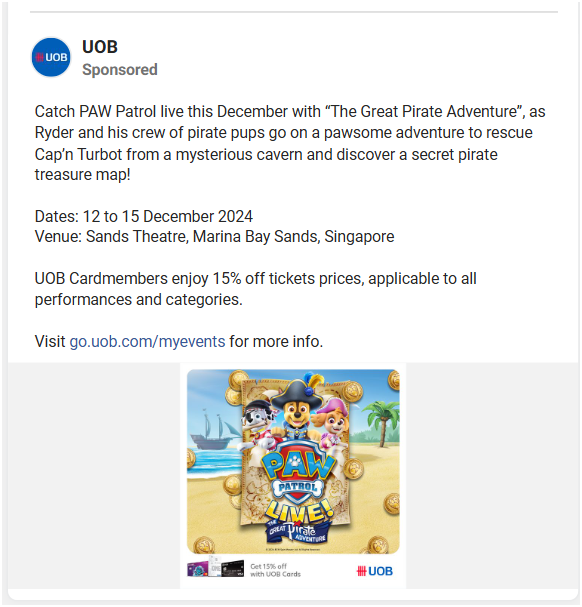 UOB
UOB
Sponsored
Catch PAW Patrol live this December with “The Great Pirate Adventure”, as
Ryder and his crew of pirate pups go on a pawsome adventure to rescue
Cap’n Turbot from a mysterious cavern and discover a secret pirate
treasure map!
Dates: 12 to 15 December 2024
Venue: Sands Theatre, Marina Bay Sands, Singapore
UOB Cardmembers enjoy 15% off tickets prices, applicable to all
performances and categories.
Visit go.uob.com/myevents for more info.
PAW
PATROL
LIVE!
THE
GREAT Pirate
ADVENTURE
Get 15% off
with UOB Cards
UOB